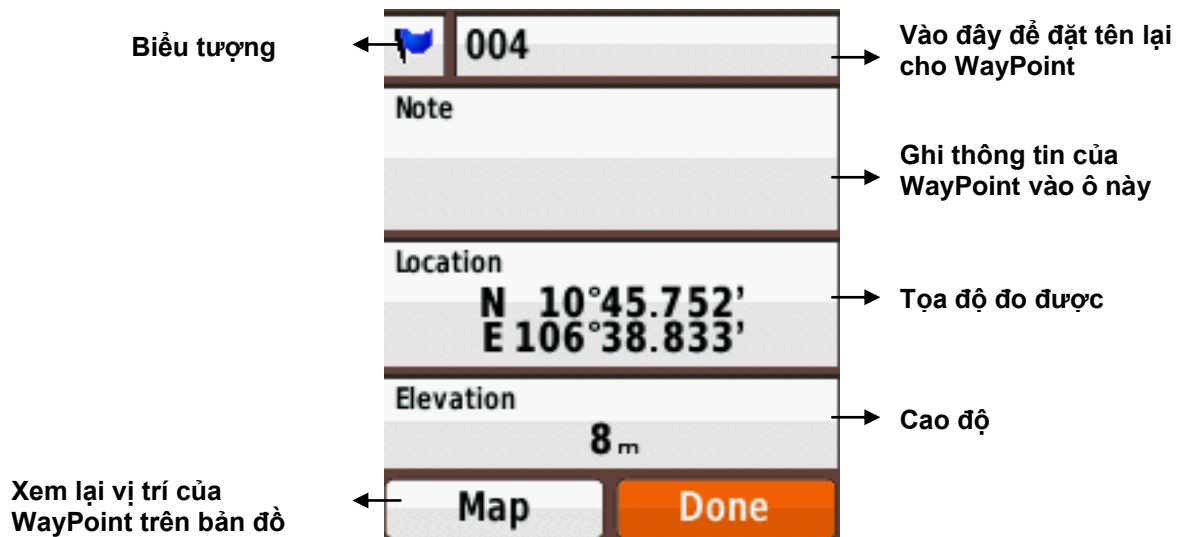 Biểu tượng
004
Vào đây để đặt tên lại
cho WayPoint
Note
Ghi thông tin của
WayPoint vào ô này
Location
N 10°45.752'
E 106°38.833'
Tọa độ đo được
Elevation
8 m
Cao độ
Xem lại vị trí của
WayPoint trên bản đồ
Map
Done